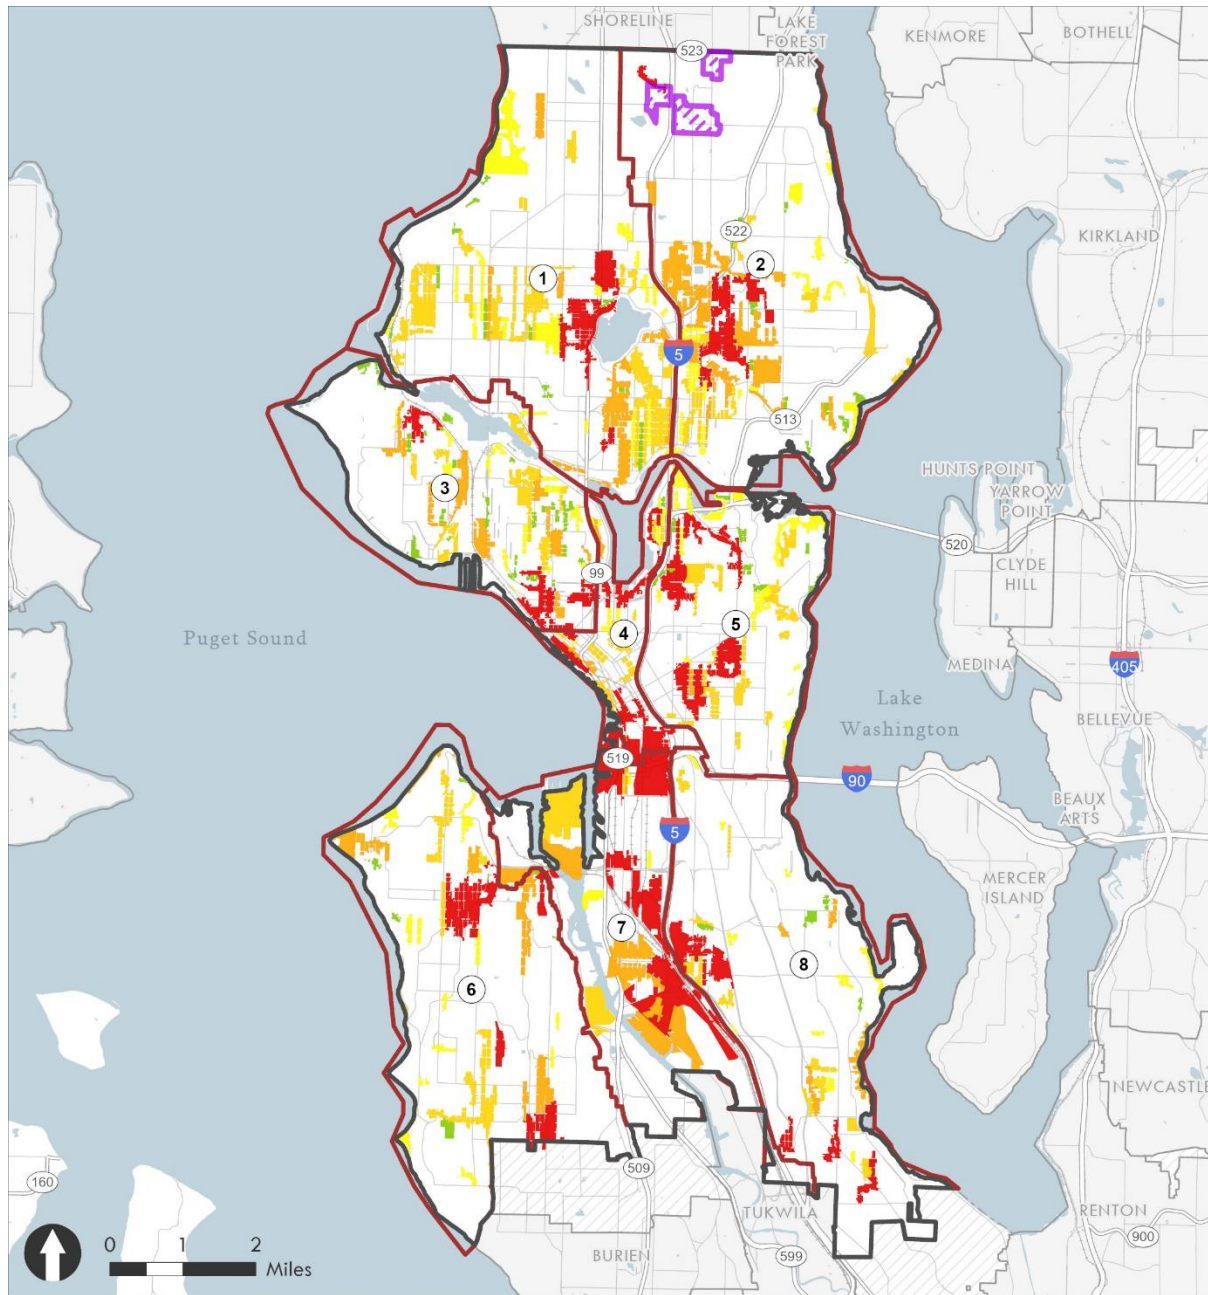 SHORELINE
LAKE
FOREST
PARK
KENMORE
BOTHELL
523
522
KIRKLAND
1
2
5
513
3
HUNTS POINT
YARROW
POINT
520
CLYDE
HILL
99
Puget Sound
4
5
MEDINA
405
Lake
Washington
BELLEVUE
519
90
BEAUX
ARTS
5
MERCER
ISLAND
7
8
6
NEWCASTLE
160
509
TUKWILA
RENTON
900
BURIEN
599
0 1 2
Miles